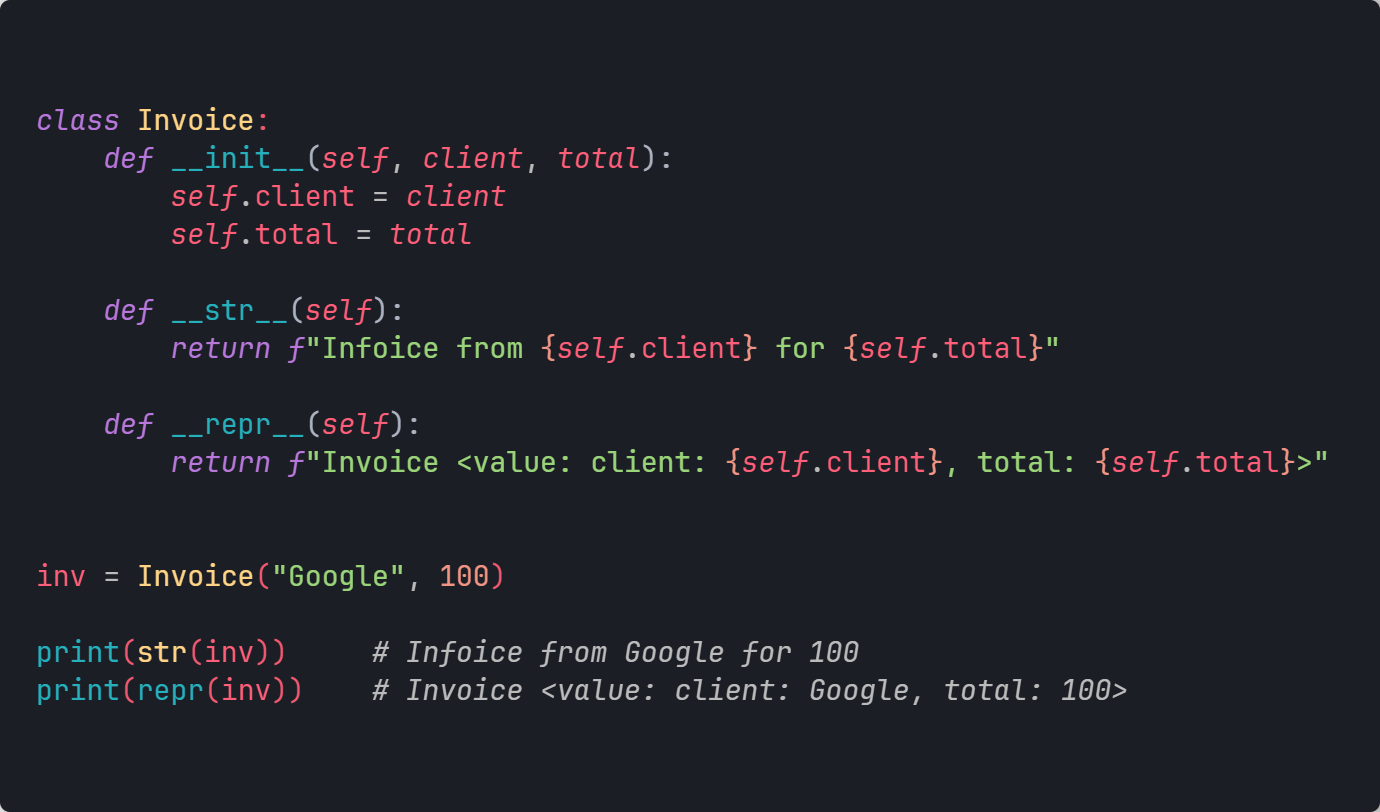 class Invoice:
    def __init__(self, client, total):
        self.client = client
        self.total = total

    def __str__(self):
        return f"Infoice from {self.client} for {self.total}"

    def __repr__(self):
        return f"Invoice <value: client: {self.client}, total: {self.total}>"


inv = Invoice("Google", 100)

print(str(inv))     # Infoice from Google for 100
print(repr(inv))    # Invoice <value: client: Google, total: 100>